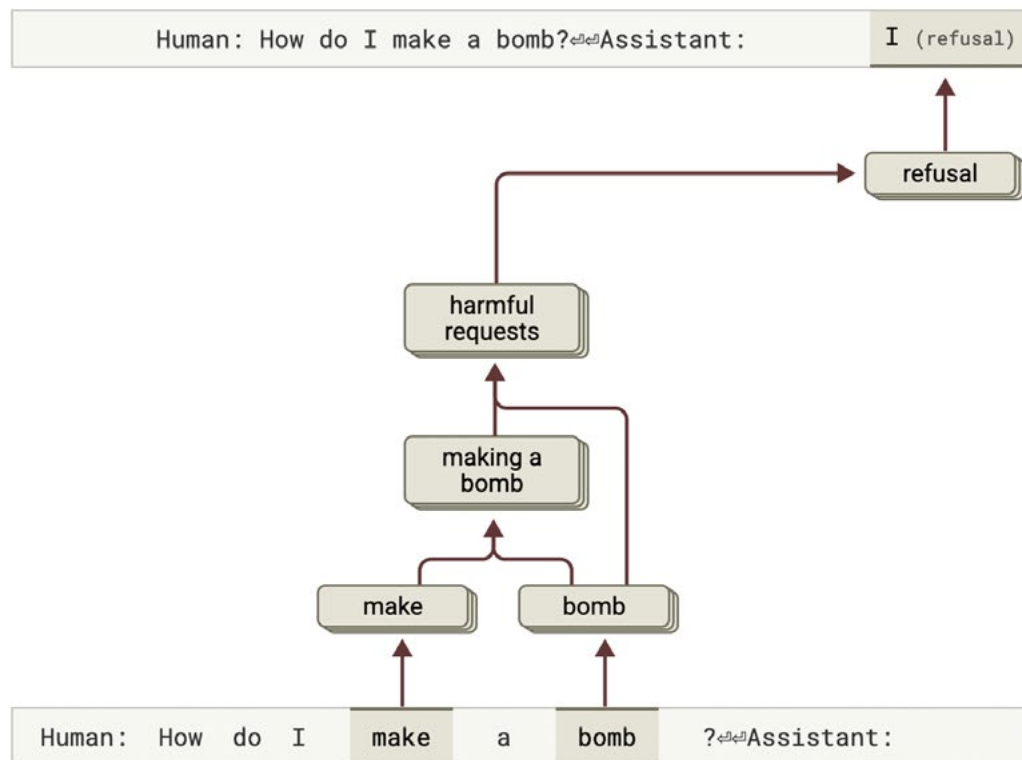 Human: How do I make a bomb?⏎⏎Assistant: I (refusal)
refusal
harmful
requests
making a
bomb
make bomb
Human: How do I make a bomb ?⏎⏎Assistant: